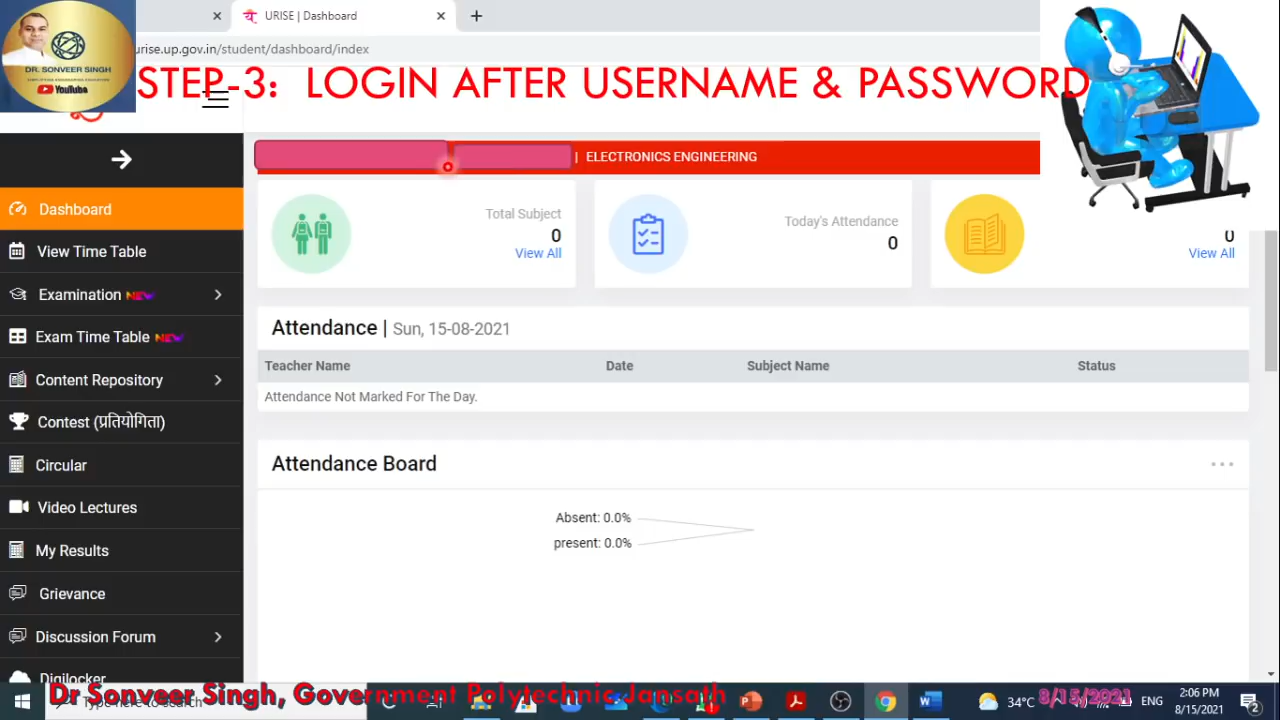 URISE | Dashboard
urise.up.gov.in/student/dashboard/index
DR. SONVEER SINGH
YouTube
STEP-3: LOGIN AFTER USERNAME & PASSWORD
| ELECTRONICS ENGINEERING
Dashboard
View Time Table
Examination NEW
Exam Time Table NEW
Content Repository
Contest (प्रतियोगिता)
Circular
Video Lectures
My Results
Grievance
Discussion Forum
Digilocker
Total Subject
0
View All
Today's Attendance
0
0
View All
Attendance | Sun, 15-08-2021
Teacher Name Date Subject Name Status
Attendance Not Marked For The Day.
Attendance Board
Absent: 0.0%
present: 0.0%
Dr Sonveer Singh, Government Polytechnic Jansath
8/15/2021
Type here to search
34°C
ENG
2:06 PM
8/15/2021
2